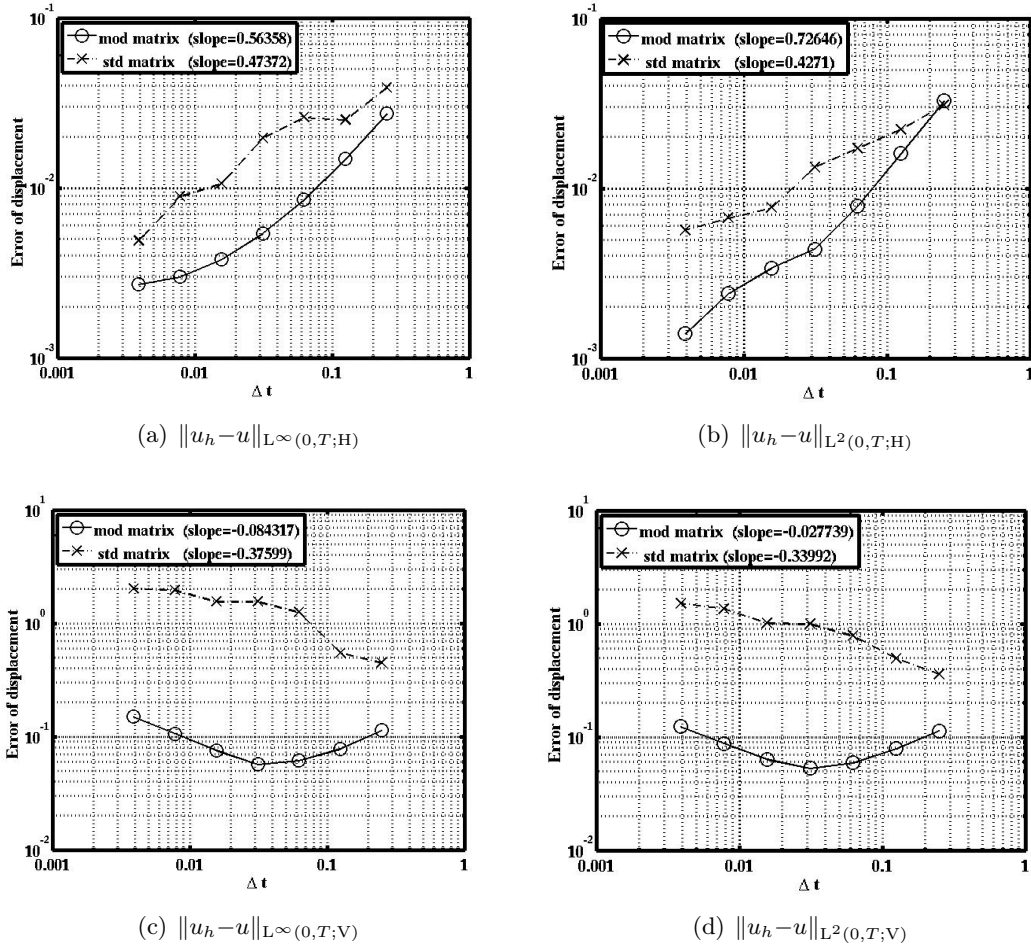 10^-1
mod matrix (slope=0.56358)
std matrix (slope=0.47372)
Error of displacement
10^-2
10^-3
0.001
0.01
0.1
1
Δ t
(a) ‖u_h−u‖_L^∞(0,T;H)
10^-1
mod matrix (slope=0.72646)
std matrix (slope=0.4271)
Error of displacement
10^-2
10^-3
0.001
0.01
0.1
1
Δ t
(b) ‖u_h−u‖_L^2(0,T;H)
10^1
mod matrix (slope=-0.084317)
std matrix (slope=-0.37599)
10^0
Error of displacement
10^-1
10^-2
0.001
0.01
0.1
1
Δ t
(c) ‖u_h−u‖_L^∞(0,T;V)
10^1
mod matrix (slope=-0.027739)
std matrix (slope=-0.33992)
10^0
Error of displacement
10^-1
10^-2
0.001
0.01
0.1
1
Δ t
(d) ‖u_h−u‖_L^2(0,T;V)